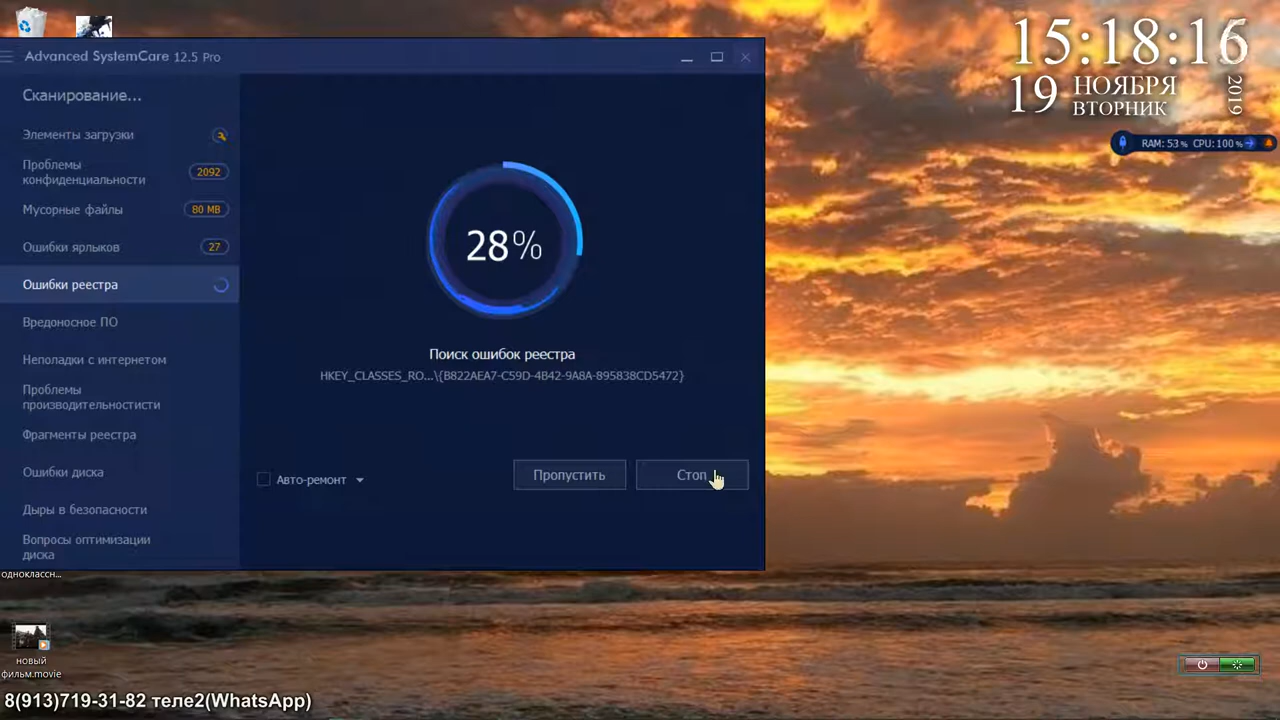 Advanced SystemCare 12.5 Pro
Сканирование...
Элементы загрузки
Проблемы
конфиденциальности
2092
Мусорные файлы
80 MB
Ошибки ярлыков
27
Ошибки реестра
Вредоносное ПО
Неполадки с интернетом
Проблемы
производительностисти
Фрагменты реестра
Ошибки диска
Дыры в безопасности
Вопросы оптимизации
диска
28%
Поиск ошибок реестра
HKEY_CLASSES_RO...\{B822AEA7-C59D-4B42-9A8A-895838CD5472}
Авто-ремонт
Пропустить
Стоп
15:18:16
19
НОЯБРЯ
ВТОРНИК
2019
RAM: 53% CPU: 100%
одноклассн...
новый
фильм.movie
8(913)719-31-82 теле2(WhatsApp)